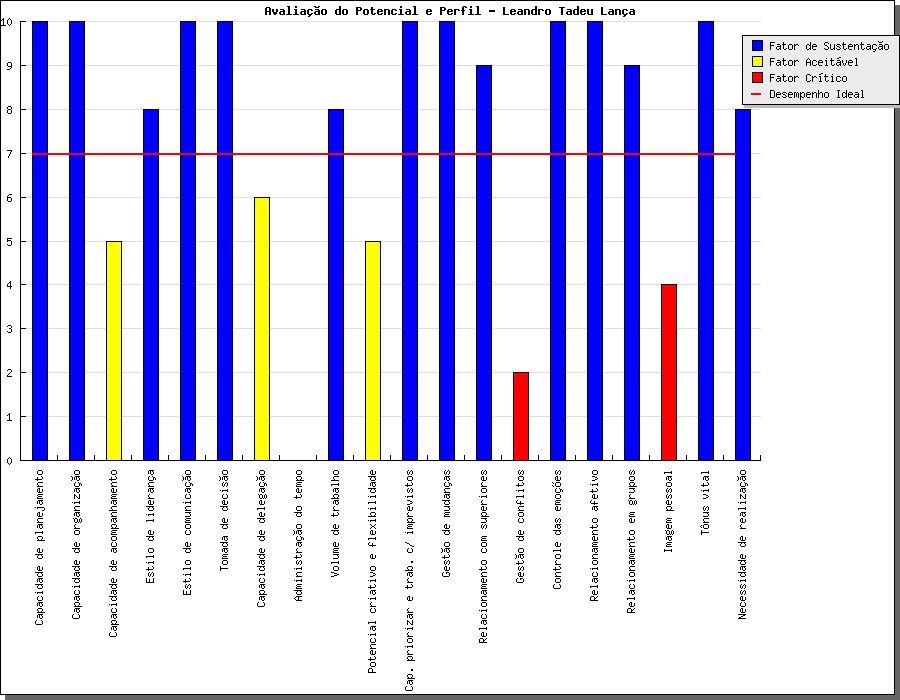 Avaliação do Potencial e Perfil - Leandro Tadeu Lança
Fator de Sustentação
Fator Aceitável
Fator Crítico
Desempenho Ideal
10
9
8
7
6
5
4
3
2
1
0
Capacidade de planejamento
Capacidade de organização
Capacidade de acompanhamento
Estilo de liderança
Estilo de comunicação
Tomada de decisão
Capacidade de delegação
Administração do tempo
Volume de trabalho
Potencial criativo e flexibilidade
Cap. priorizar e trab. c/ imprevistos
Gestão de mudanças
Relacionamento com superiores
Gestão de conflitos
Controle das emoções
Relacionamento afetivo
Relacionamento em grupos
Imagem pessoal
Tônus vital
Necessidade de realização